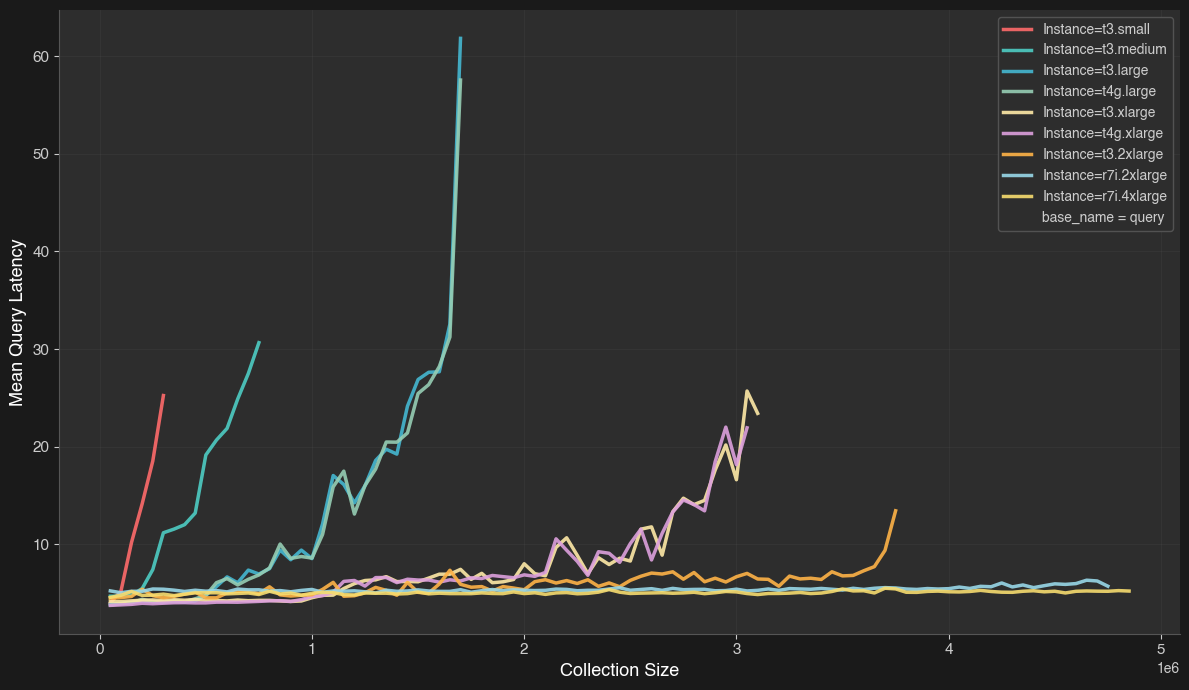 Instance=t3.small
Instance=t3.medium
Instance=t3.large
Instance=t4g.large
Instance=t3.xlarge
Instance=t4g.xlarge
Instance=t3.2xlarge
Instance=r7i.2xlarge
Instance=r7i.4xlarge
base_name = query
60
50
40
30
20
10
Mean Query Latency
0 1 2 3 4 5
1e6
Collection Size